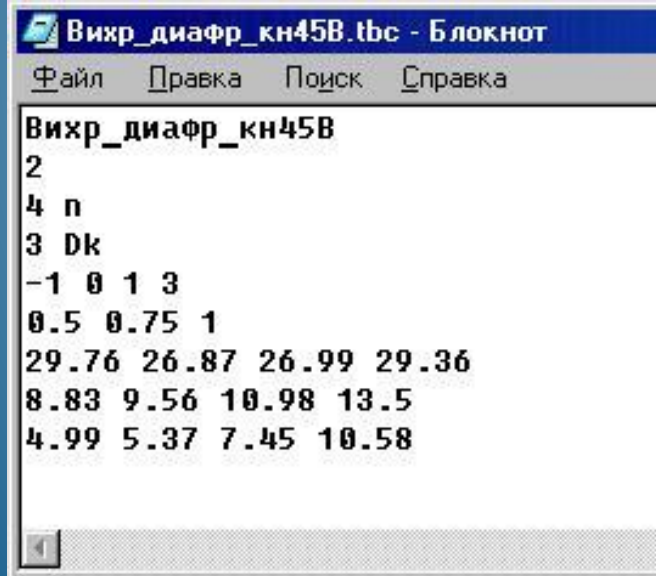 Вихр_диафр_кн45В.tbc - Блокнот
Файл Правка Поиск Справка
Вихр_диафр_кн45В
2
4 n
3 Dk
-1 0 1 3
0.5 0.75 1
29.76 26.87 26.99 29.36
8.83 9.56 10.98 13.5
4.99 5.37 7.45 10.58